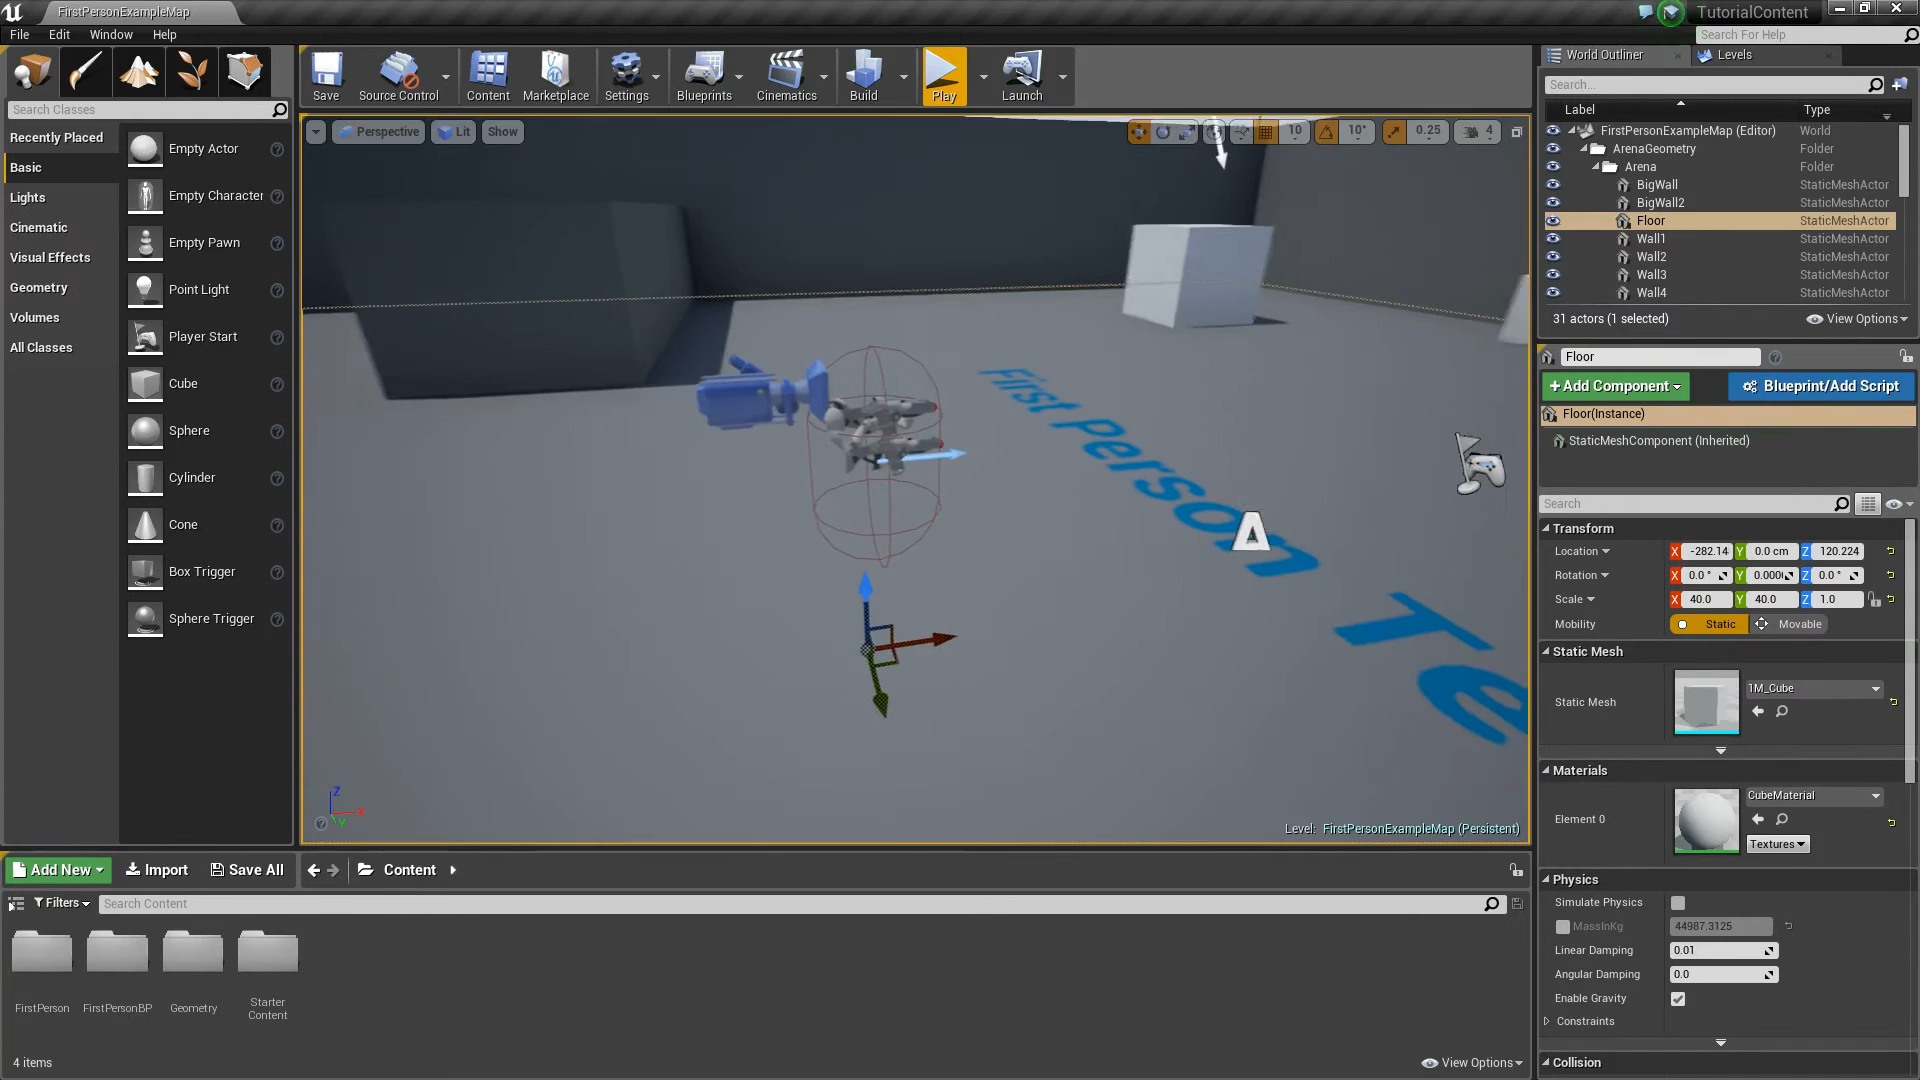 FirstPersonExampleMap
TutorialContent
File Edit Window Help
Search For Help
Save
Source Control
Content
Marketplace
Settings
Blueprints
Cinematics
Build
Play
Launch
World Outliner
Levels
Search Classes
Search...
Recently Placed
Basic
Lights
Cinematic
Visual Effects
Geometry
Volumes
All Classes
Empty Actor
Empty Character
Empty Pawn
Point Light
Player Start
Cube
Sphere
Cylinder
Cone
Box Trigger
Sphere Trigger
Perspective
Lit
Show
10
10°
0.25
4
First Person Te
A
Z
X
Y
Level: FirstPersonExampleMap (Persistent)
Label Type
FirstPersonExampleMap (Editor) World
ArenaGeometry Folder
Arena Folder
BigWall StaticMeshActor
BigWall2 StaticMeshActor
Floor StaticMeshActor
Wall1 StaticMeshActor
Wall2 StaticMeshActor
Wall3 StaticMeshActor
Wall4 StaticMeshActor
31 actors (1 selected)
View Options
Floor
+Add Component
Blueprint/Add Script
Floor(Instance)
StaticMeshComponent (Inherited)
Search
Transform
Location X -282.14 Y 0.0 cm Z 120.224
Rotation X 0.0 ° Y 0.000 Z 0.0 °
Scale X 40.0 Y 40.0 Z 1.0
Mobility Static Movable
Static Mesh
Static Mesh
1M_Cube
Materials
Element 0
CubeMaterial
Textures
Physics
Simulate Physics
MassInKg 44987.3125
Linear Damping 0.01
Angular Damping 0.0
Enable Gravity
Constraints
Collision
Add New
Import
Save All
Content
Filters
Search Content
FirstPerson
FirstPersonBP
Geometry
Starter
Content
4 items
View Options